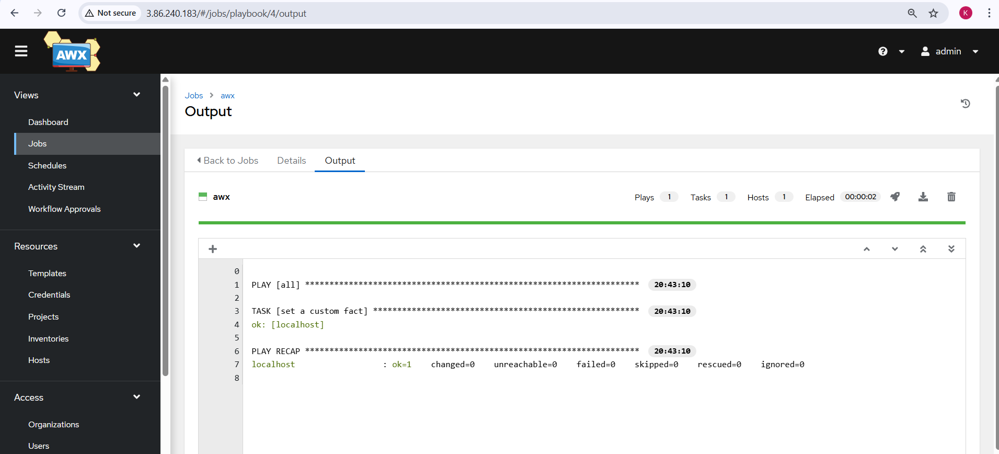 Not secure 3.86.240.183/#/jobs/playbook/4/output K
AWX
? admin
Views
Dashboard
Jobs
Schedules
Activity Stream
Workflow Approvals
Resources
Templates
Credentials
Projects
Inventories
Hosts
Access
Organizations
Users
Jobs > awx
Output
Back to Jobs Details Output
awx Plays 1 Tasks 1 Hosts 1 Elapsed 00:00:02
0
1 PLAY [all] ********************************************************************* 20:43:10
2
3 TASK [set a custom fact] ******************************************************* 20:43:10
4 ok: [localhost]
5
6 PLAY RECAP ********************************************************************* 20:43:10
7 localhost : ok=1 changed=0 unreachable=0 failed=0 skipped=0 rescued=0 ignored=0
8